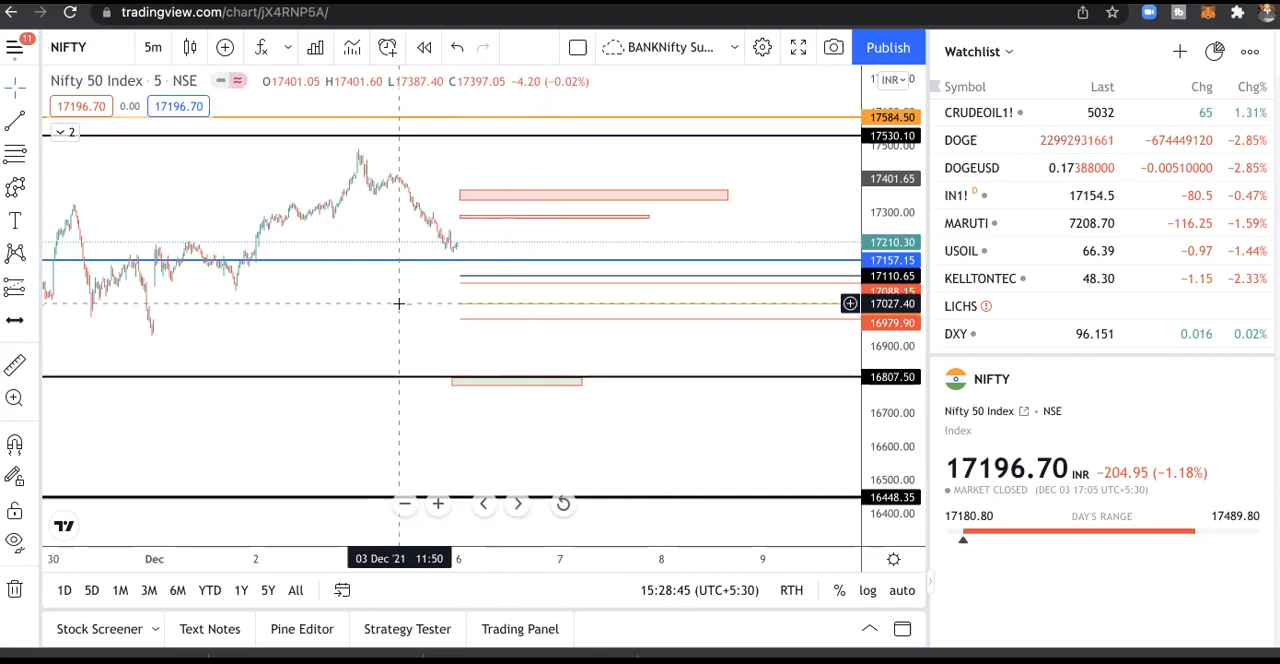 tradingview.com/chart/jX4RNP5A/
11
NIFTY
5m
BANKNifty Su...
Publish
Nifty 50 Index · 5 · NSE
O17401.05 H17401.60 L17387.40 C17397.05 -4.20 (-0.02%)
INR
17196.70 0.00 17196.70
2
17584.50
17530.10
17500.00
17401.65
17300.00
17210.30
17157.15
17110.65
17088.15
17027.40
16979.90
16900.00
16807.50
16700.00
16600.00
16500.00
16448.35
16400.00
30 Dec 2 03 Dec '21 11:50 6 7 8 9
1D 5D 1M 3M 6M YTD 1Y 5Y All
15:28:45 (UTC+5:30) RTH % log auto
Stock Screener Text Notes Pine Editor Strategy Tester Trading Panel
Watchlist
Symbol Last Chg Chg%
CRUDEOIL1! 5032 65 1.31%
DOGE 22992931661 -674449120 -2.85%
DOGEUSD 0.17388000 -0.00510000 -2.85%
IN1! D 17154.5 -80.5 -0.47%
MARUTI 7208.70 -116.25 -1.59%
USOIL 66.39 -0.97 -1.44%
KELLTONTEC 48.30 -1.15 -2.33%
LICHS
DXY 96.151 0.016 0.02%
NIFTY
Nifty 50 Index · NSE
Index
17196.70 INR -204.95 (-1.18%)
MARKET CLOSED (DEC 03 17:05 UTC+5:30)
17180.80 DAY'S RANGE 17489.80